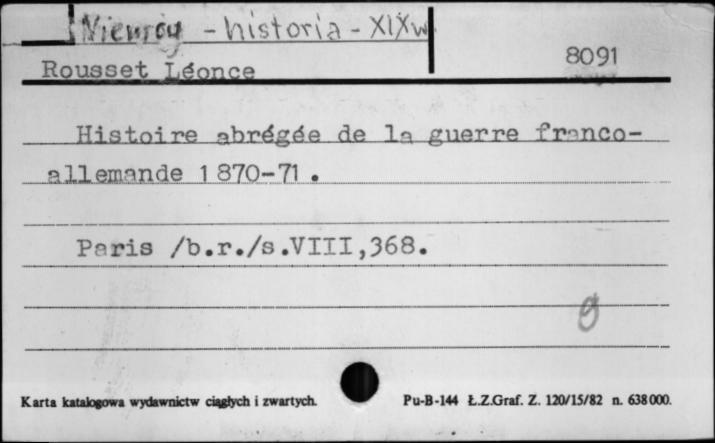 Niemcy - historia - XIXw
8091
Rousset Léonce
Histoire abrégée de la guerre franco-
allemande 1870-71.
Paris /b.r./s.VIII,368.
g
Karta katalogowa wydawnictw ciągłych i zwartych. Pu-B-144 Ł.Z.Graf. Z. 120/15/82 n. 638000.